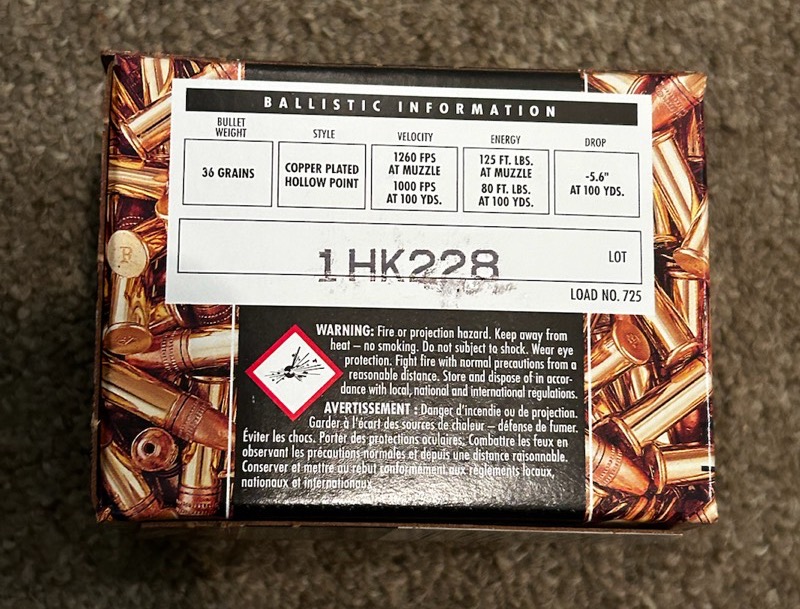 BALLISTIC INFORMATION
BULLET
WEIGHT
36 GRAINS
STYLE
COPPER PLATED
HOLLOW POINT
VELOCITY
1260 FPS
AT MUZZLE
1000 FPS
AT 100 YDS.
ENERGY
125 FT. LBS.
AT MUZZLE
80 FT. LBS.
AT 100 YDS.
DROP
-5.6"
AT 100 YDS.
1HK228
LOT
LOAD NO. 725
WARNING: Fire or projection hazard. Keep away from
heat – no smoking. Do not subject to shock. Wear eye
protection. Fight fire with normal precautions from a
reasonable distance. Store and dispose of in accor-
dance with local, national and international regulations.
AVERTISSEMENT : Danger d'incendie ou de projection.
Garder à l'écart des sources de chaleur – défense de fumer.
Éviter les chocs. Porter des protections oculaires. Combattre les feux en
observant les précautions normales et depuis une distance raisonnable.
Conserver et mettre au rebut conformément aux règlements locaux,
nationaux et internationaux.
F